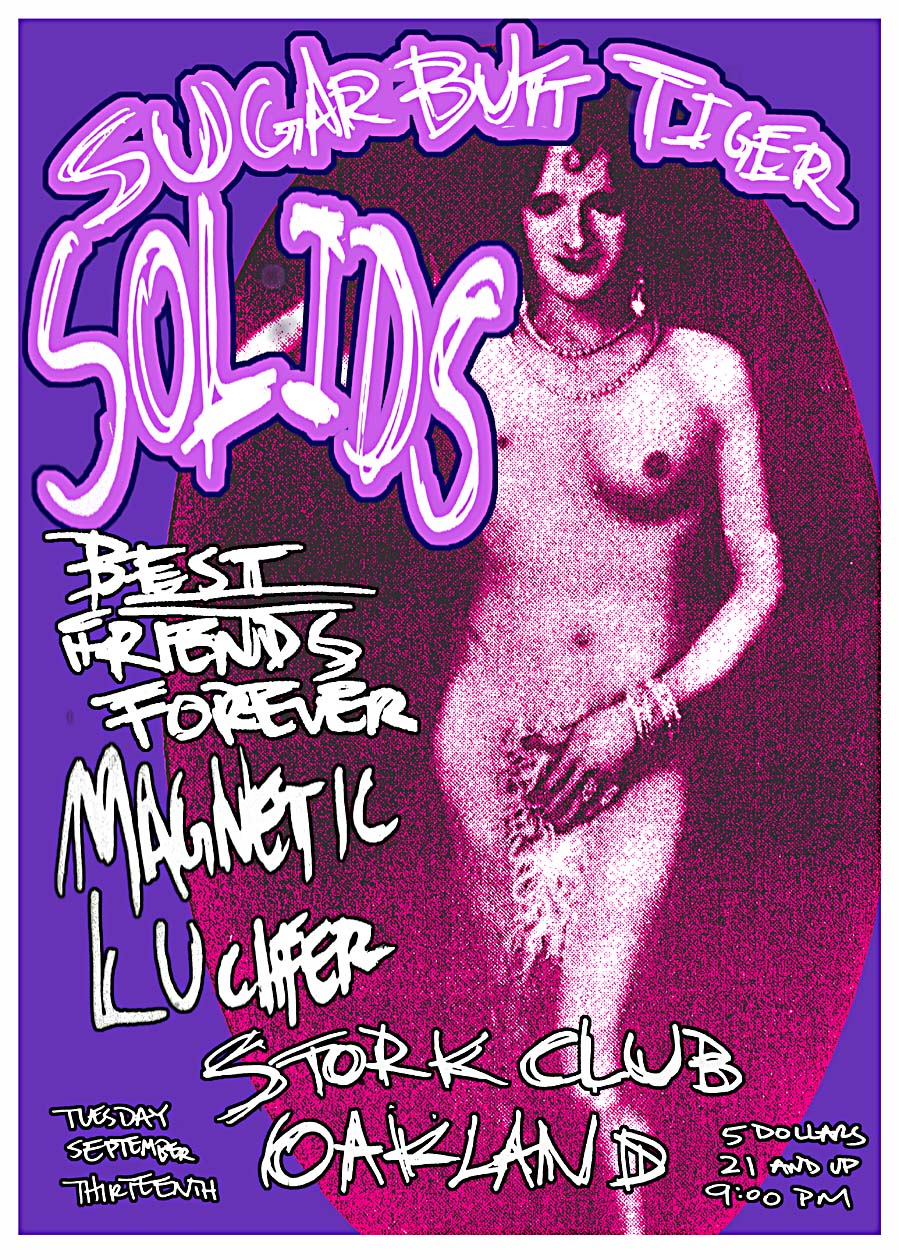 SUGAR BUTT TIGER
SOLIDS
BEST
FRIENDS
FOREVER
MAGNETIC
LUCIFER
STORK CLUB
OAKLAND
TUESDAY
SEPTEMBER
THIRTEENTH
5 DOLLARS
21 AND UP
9:00 PM